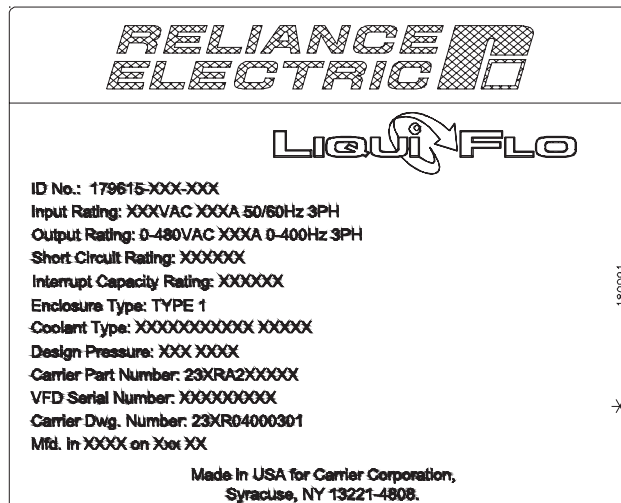 RELIANCE
ELECTRIC
LIQUIFLO
ID No.: 179615-XXX-XXX
Input Rating: XXXVAC XXXA 50/60Hz 3PH
Output Rating: 0-480VAC XXXA 0-400Hz 3PH
Short Circuit Rating: XXXXXX
Interrupt Capacity Rating: XXXXXX
Enclosure Type: TYPE 1
Coolant Type: XXXXXXXXXXX XXXXX
Design Pressure: XXX XXXX
Carrier Part Number: 23XRA2XXXXX
VFD Serial Number: XXXXXXXXX
Carrier Dwg. Number: 23XR04000301
Mfd. in XXXX on Xxx XX
Made in USA for Carrier Corporation,
Syracuse, NY 13221-4808.